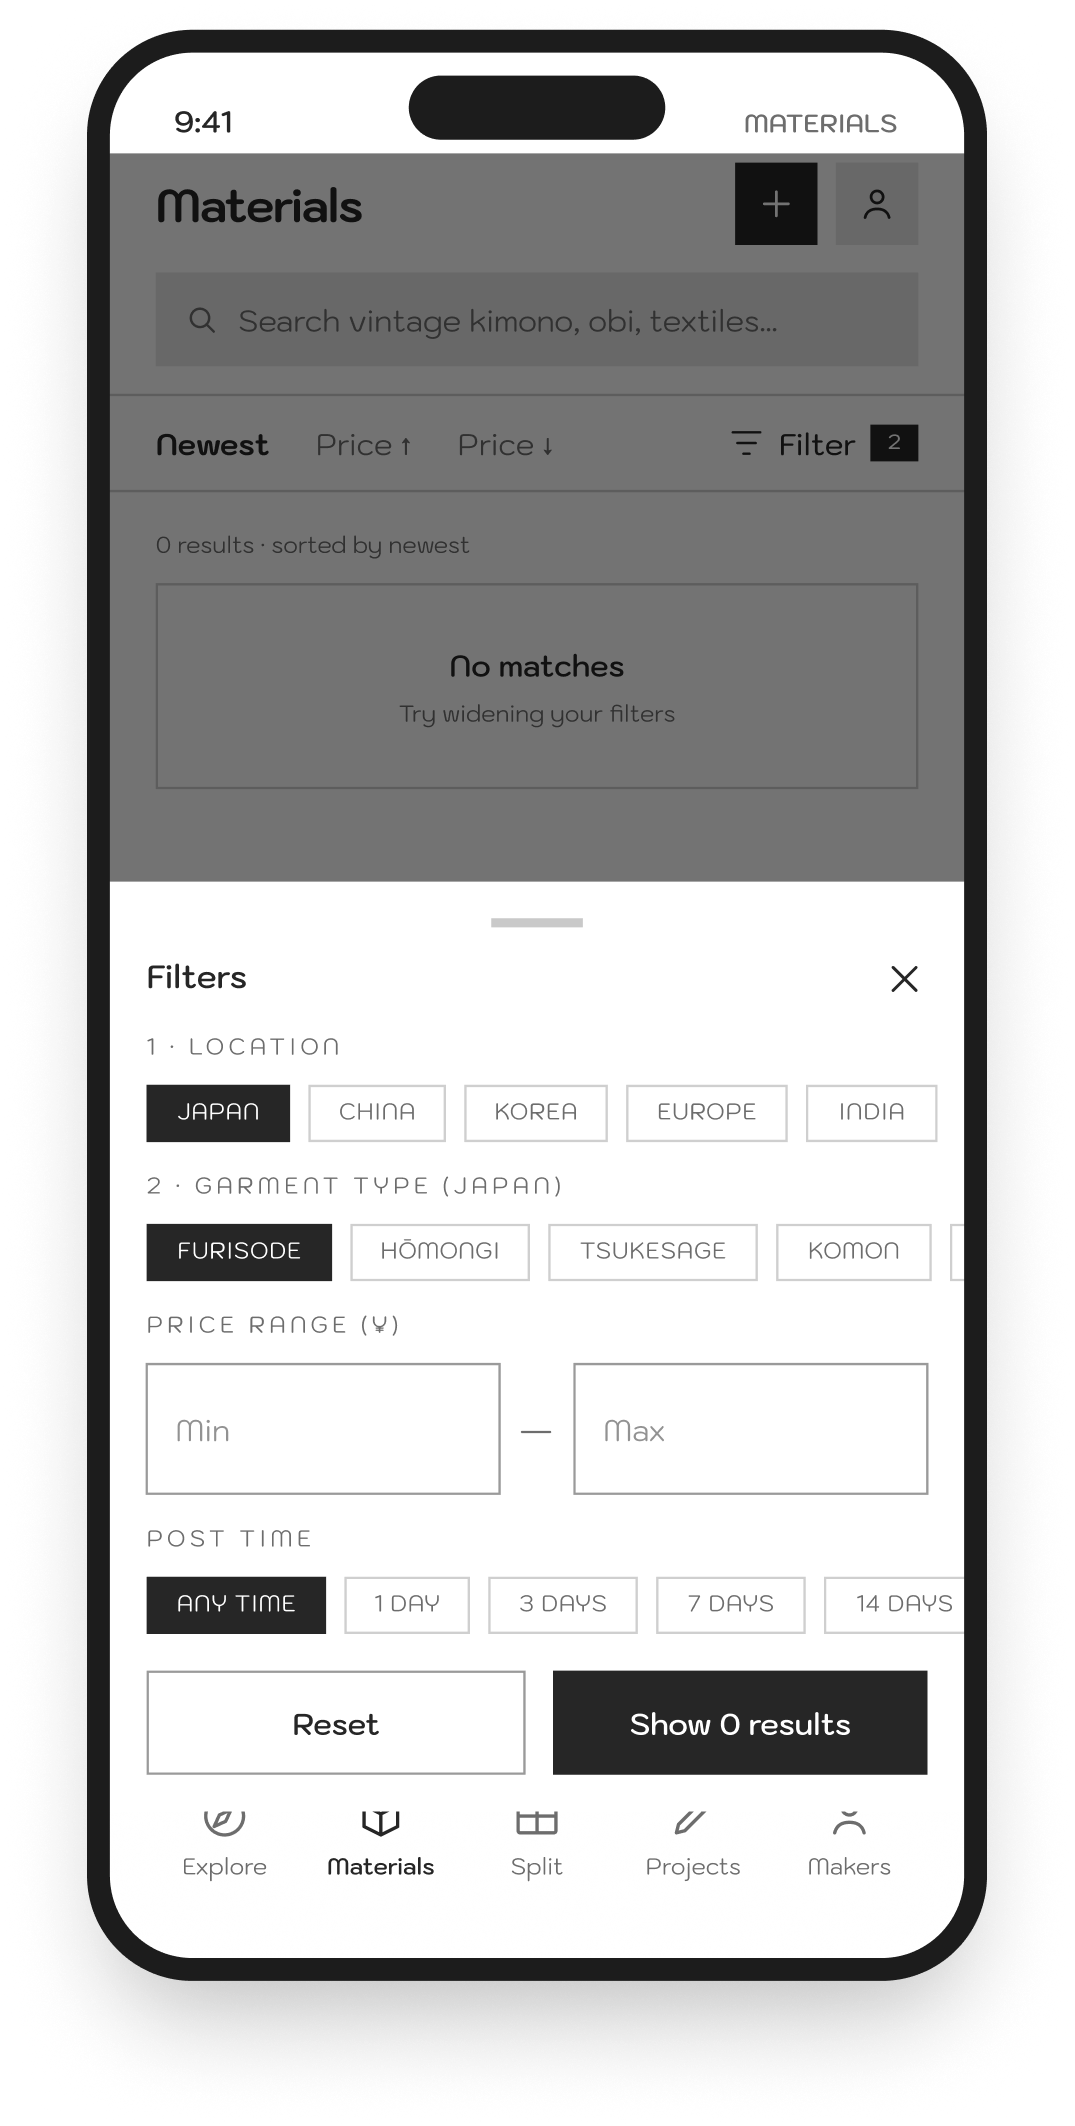 9:41
MATERIALS
Materials
Search vintage kimono, obi, textiles...
Newest Price ↑ Price ↓ Filter 2
0 results · sorted by newest
No matches
Try widening your filters
Filters
1 · LOCATION
JAPAN CHINA KOREA EUROPE INDIA
2 · GARMENT TYPE (JAPAN)
FURISODE HŌMONGI TSUKESAGE KOMON
PRICE RANGE (¥)
Min — Max
POST TIME
ANY TIME 1 DAY 3 DAYS 7 DAYS 14 DAYS
Reset Show 0 results
Explore Materials Split Projects Makers